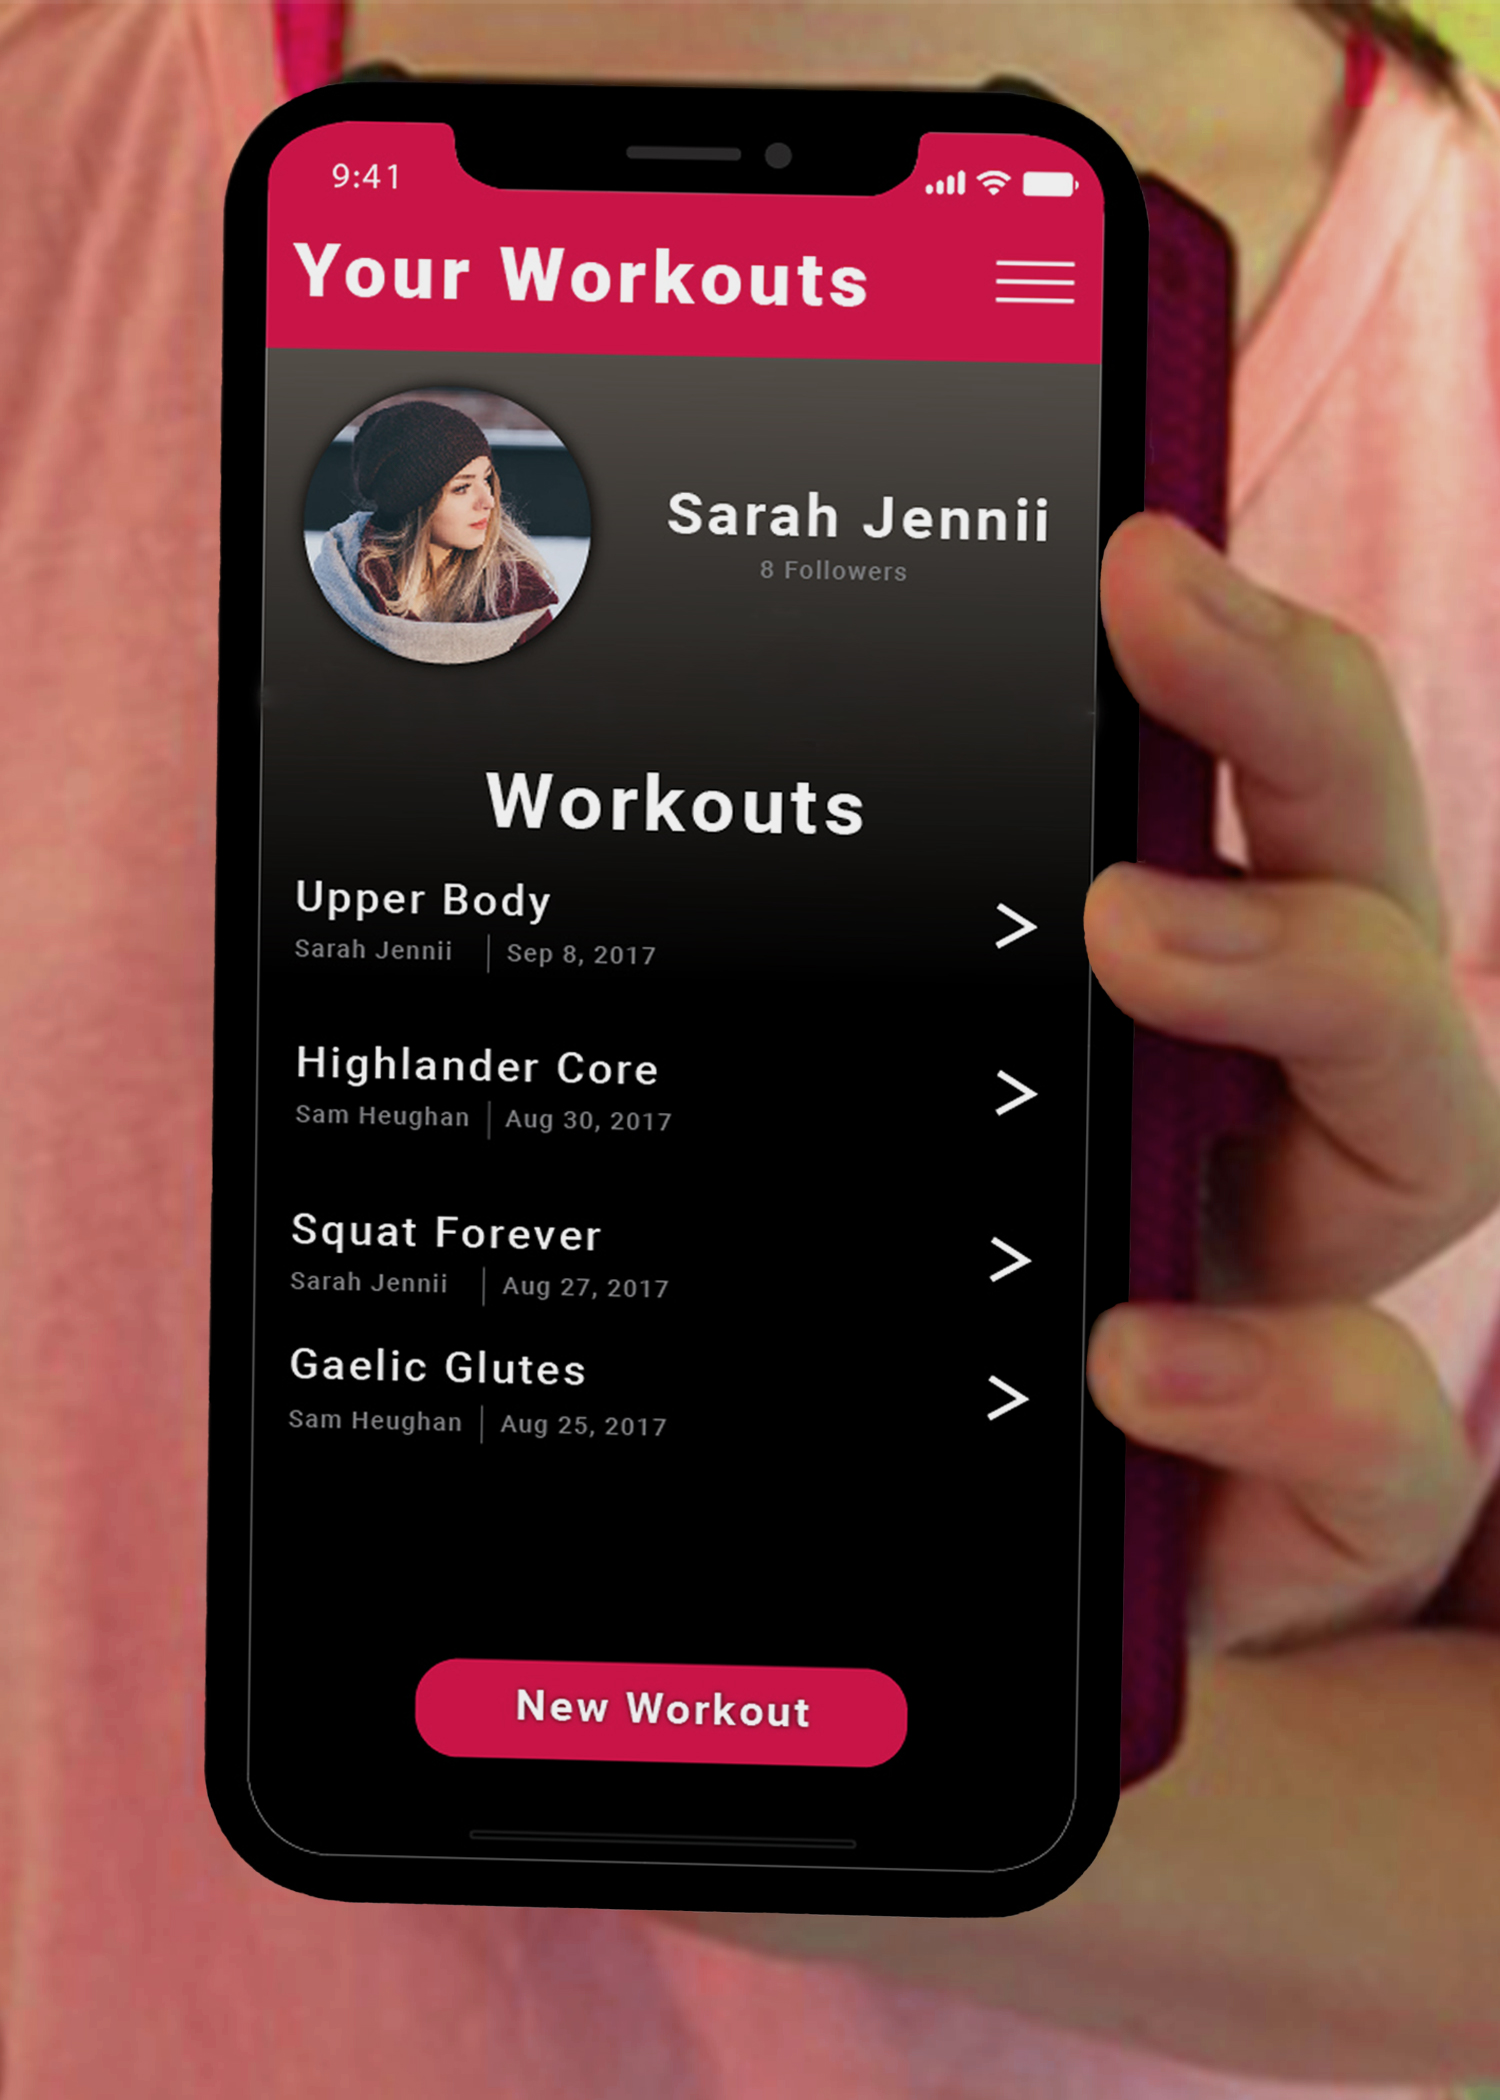 9:41
Your Workouts
Sarah Jennii
8 Followers
Workouts
Upper Body
Sarah Jennii | Sep 8, 2017
Highlander Core
Sam Heughan | Aug 30, 2017
Squat Forever
Sarah Jennii | Aug 27, 2017
Gaelic Glutes
Sam Heughan | Aug 25, 2017
New Workout